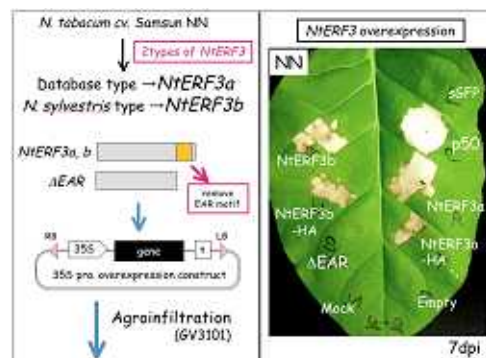 N. tabacum cv. Samsun NN
2types of NtERF3
Database type →NtERF3a
N. sylvestris type →NtERF3b
NtERF3a, b
ΔEAR
remove
EAR motif
RB
35S
gene
T
LB
35S pro. overexpression construct
Agroinfiltration
(GV3101)
NtERF3 overexpression
NN
sGFP
p50
NtERF3b
NtERF3a
NtERF3b
-HA
NtERF3a
-HA
ΔEAR
Mock
Empty
7dpi